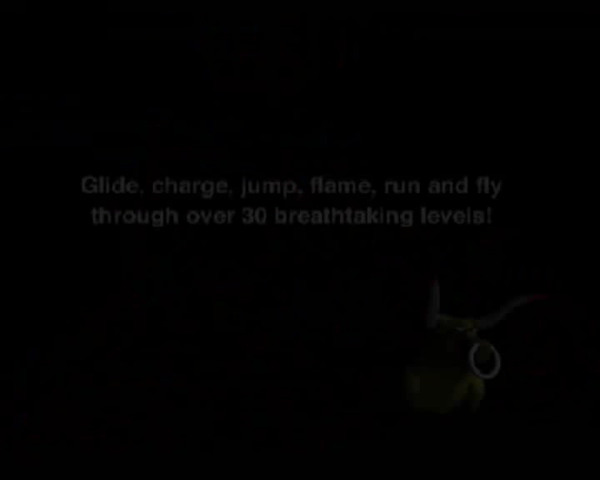 Glide, charge, jump, flame, run and fly
through over 30 breathtaking levels!